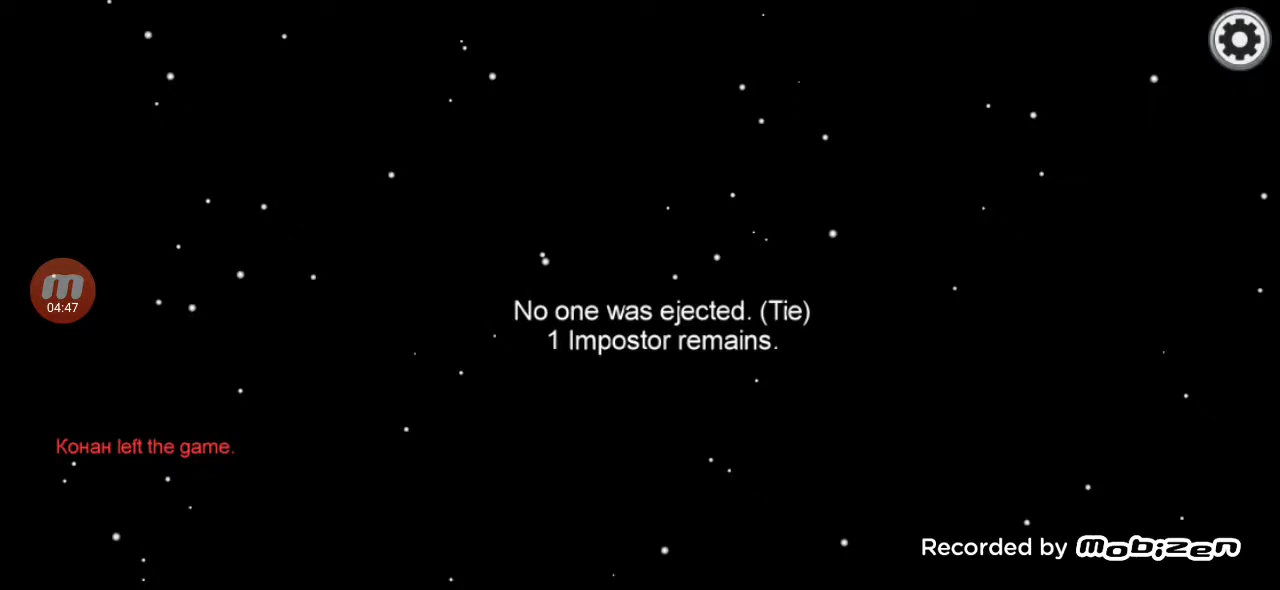 No one was ejected. (Tie)
1 Impostor remains.
04:47
Конан left the game.
Recorded by mobizen